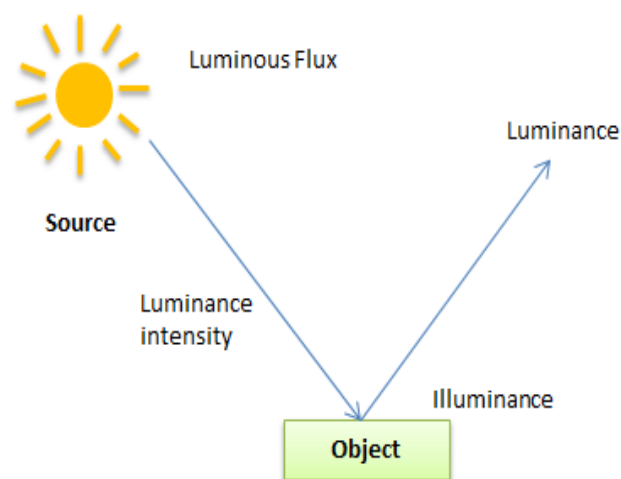 Luminous Flux
Luminance
Source
Luminance
intensity
Illuminance
Object